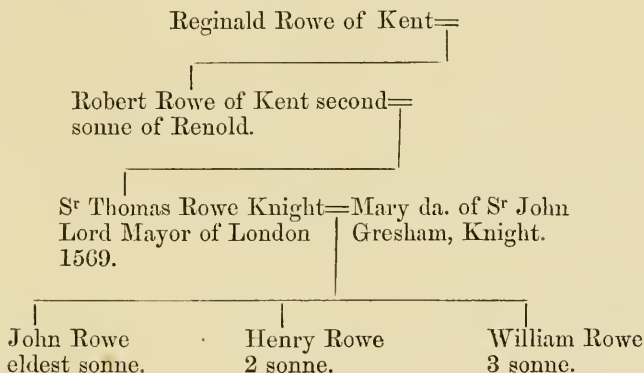 Reginald Rowe of Kent=
Robert Rowe of Kent second=
sonne of Renold.
Sʳ Thomas Rowe Knight=Mary da. of Sʳ John
Lord Mayor of London Gresham, Knight.
1569.
John Rowe Henry Rowe William Rowe
eldest sonne. 2 sonne. 3 sonne.